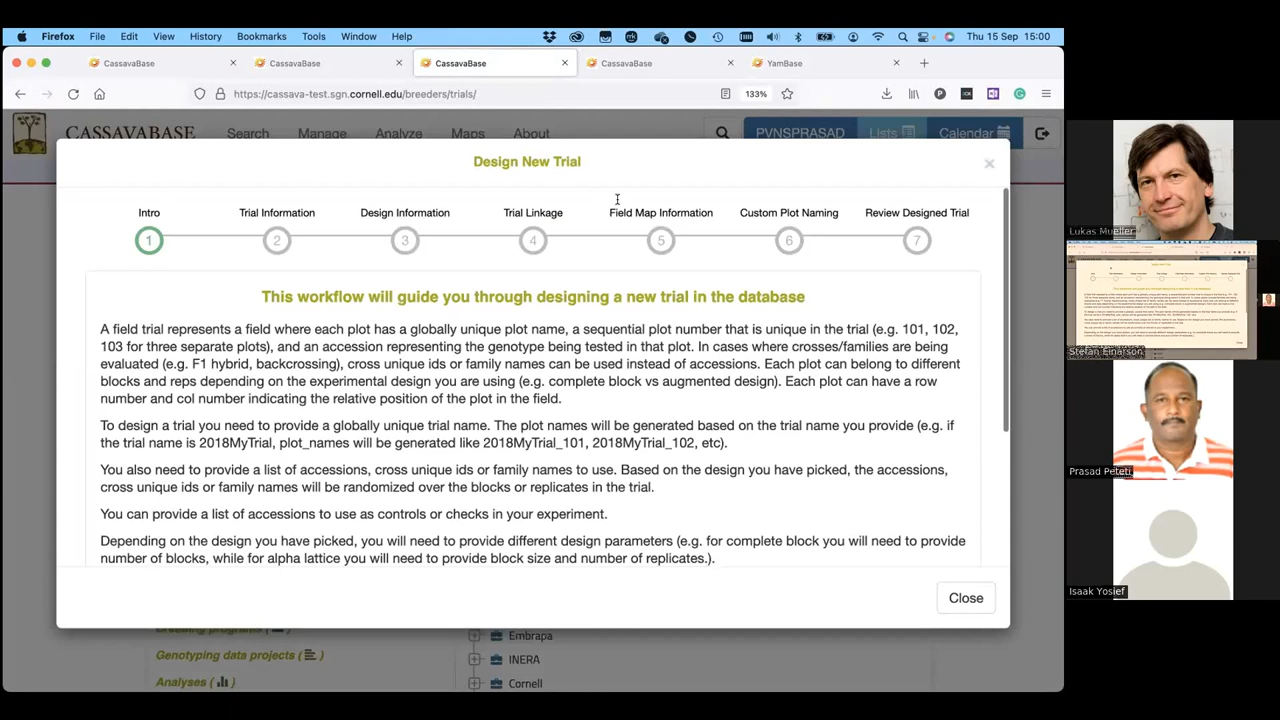 Firefox File Edit View History Bookmarks Tools Window Help Thu 15 Sep 15:00
CassavaBase CassavaBase CassavaBase CassavaBase YamBase
https://cassava-test.sgn.cornell.edu/breeders/trials/ 133%
CASSAVABASE Search Manage Analyze Maps About PVNSPRASAD Lists Calendar
Design New Trial
Intro Trial Information Design Information Trial Linkage Field Map Information Custom Plot Naming Review Designed Trial
1 2 3 4 5 6 7
This workflow will guide you through designing a new trial in the database
A field trial represents a field where each plot has a globally unique plot name, a sequential plot number that is unique in the trial (e.g. 101, 102,
103 for three separate plots), and an accession representing the genotype being tested in that plot. In cass where crosses/families are being
evaluated (e.g. F1 hybrid, backcrossing), cross unique ids or family names can be used instead of accessions. Each plot can belong to different
blocks and reps depending on the experimental design you are using (e.g. complete block vs augmented design). Each plot can have a row
number and col number indicating the relative position of the plot in the field.
To design a trial you need to provide a globally unique trial name. The plot names will be generated based on the trial name you provide (e.g. if
the trial name is 2018MyTrial, plot_names will be generated like 2018MyTrial_101, 2018MyTrial_102, etc).
You also need to provide a list of accessions, cross unique ids or family names to use. Based on the design you have picked, the accessions,
cross unique ids or family names will be randomized over the blocks or replicates in the trial.
You can provide a list of accessions to use as controls or checks in your experiment.
Depending on the design you have picked, you will need to provide different design parameters (e.g. for complete block you will need to provide
number of blocks, while for alpha lattice you will need to provide block size and number of replicates.).
Close
Breeding programs
Embrapa
Genotyping data projects
INERA
Analyses
Cornell
Lukas Mueller
Stefan Einarson
Prasad Peteti
Isaak Yosief